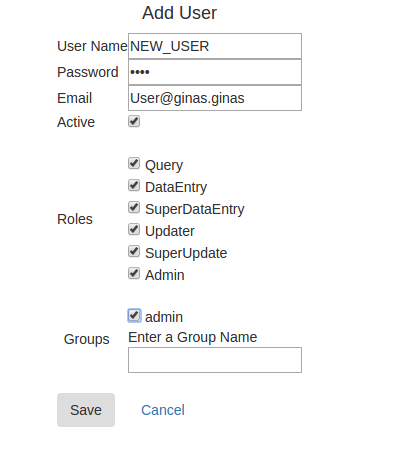 Add User
User Name NEW_USER
Password ••••
Email User@ginas.ginas
Active
Query
DataEntry
SuperDataEntry
Roles
Updater
SuperUpdate
Admin
admin
Groups
Enter a Group Name
Save Cancel